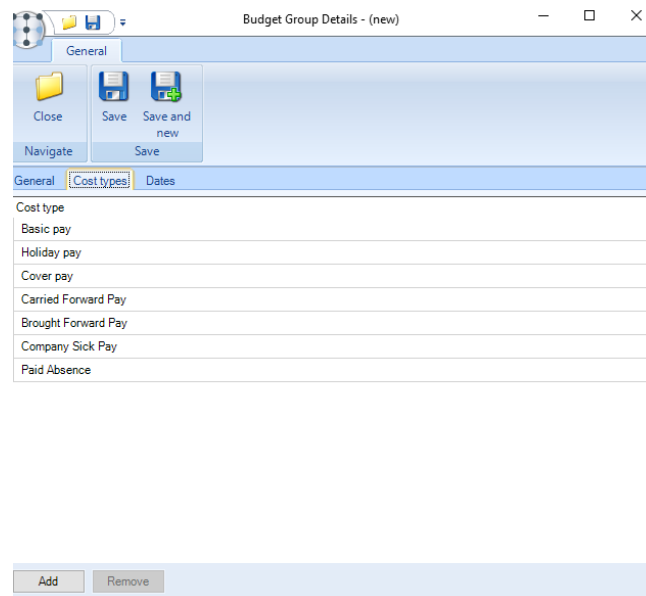 Budget Group Details - (new)
General
Close
Save
Save and
new
Navigate
Save
General Cost types Dates
Cost type
Basic pay
Holiday pay
Cover pay
Carried Forward Pay
Brought Forward Pay
Company Sick Pay
Paid Absence
Add Remove